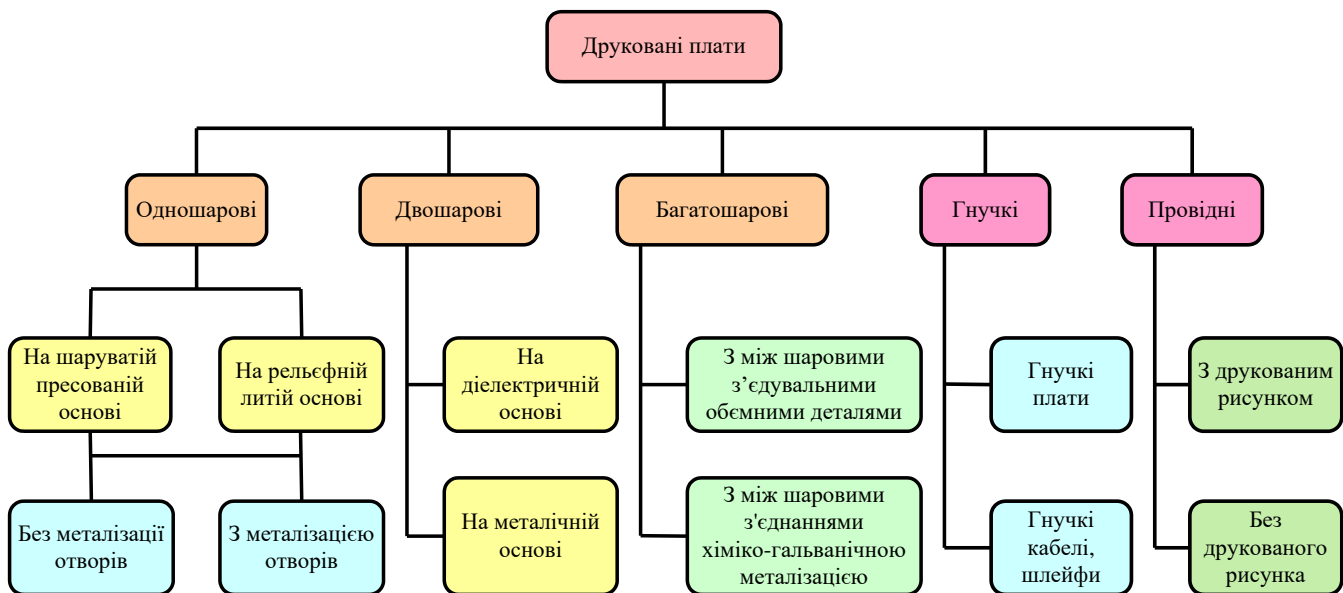 Друковані плати
Одношарові
Двошарові
Багатошарові
Гнучкі
Провідні
На шаруватій
пресованій
основі
На рельєфній
литій основі
На
діелектричній
основі
З між шаровими
з’єдувальними
обємними деталями
Гнучкі
плати
З друкованим
рисунком
Без металізації
отворів
З металізацією
отворів
На металічній
основі
З між шаровими
з'єднаннями
хіміко-гальванічною
металізацією
Гнучкі
кабелі,
шлейфи
Без
друкованого
рисунка